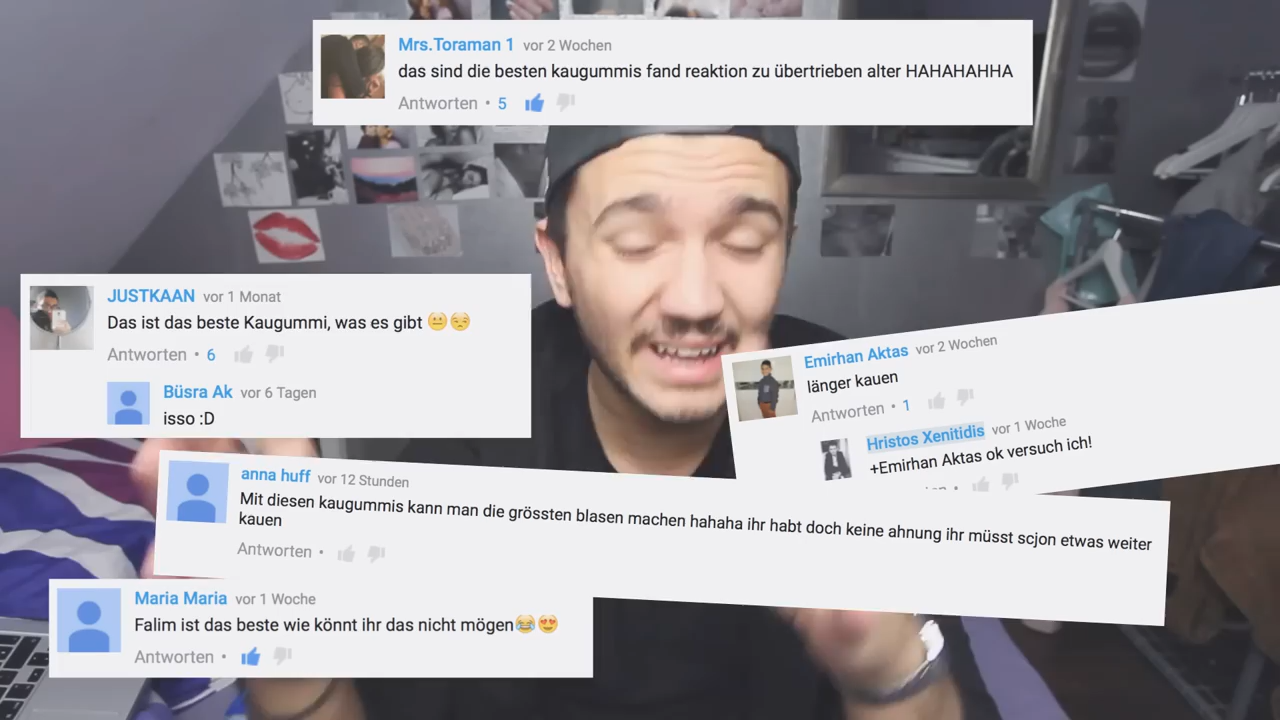 Mrs.Toraman 1 vor 2 Wochen
das sind die besten kaugummis fand reaktion zu übertrieben alter HAHAHAHHA
Antworten • 5
JUSTKAAN vor 1 Monat
Das ist das beste Kaugummi, was es gibt 😐😒
Antworten • 6
Büsra Ak vor 6 Tagen
isso :D
Emirhan Aktas vor 2 Wochen
länger kauen
Antworten • 1
Hristos Xenitidis vor 1 Woche
+Emirhan Aktas ok versuch ich!
anna huff vor 12 Stunden
Mit diesen kaugummis kann man die grössten blasen machen hahaha ihr habt doch keine ahnung ihr müsst scjon etwas weiter
kauen
Antworten •
Maria Maria vor 1 Woche
Falim ist das beste wie könnt ihr das nicht mögen😂😍
Antworten •